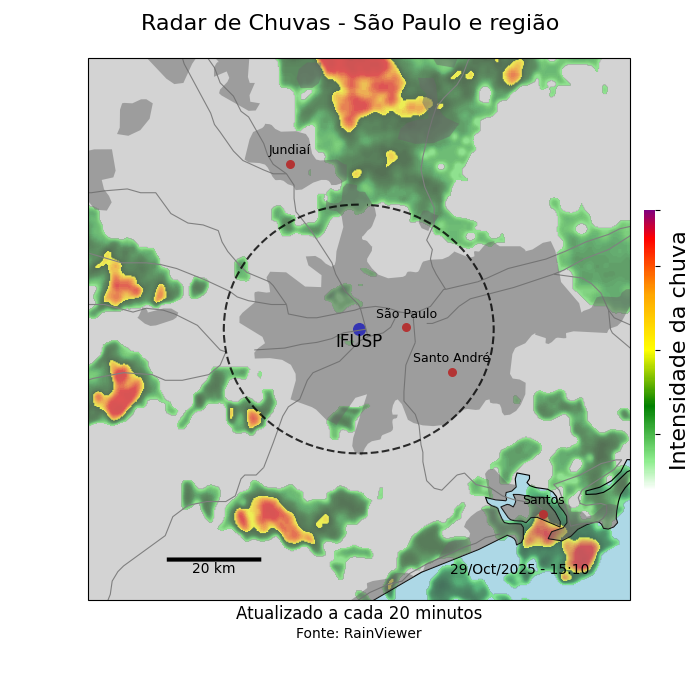 Radar de Chuvas - São Paulo e região
Jundiaí
São Paulo
IFUSP
Santo André
Santos
20 km
29/Oct/2025 - 15:10
Intensidade da chuva
Atualizado a cada 20 minutos
Fonte: RainViewer